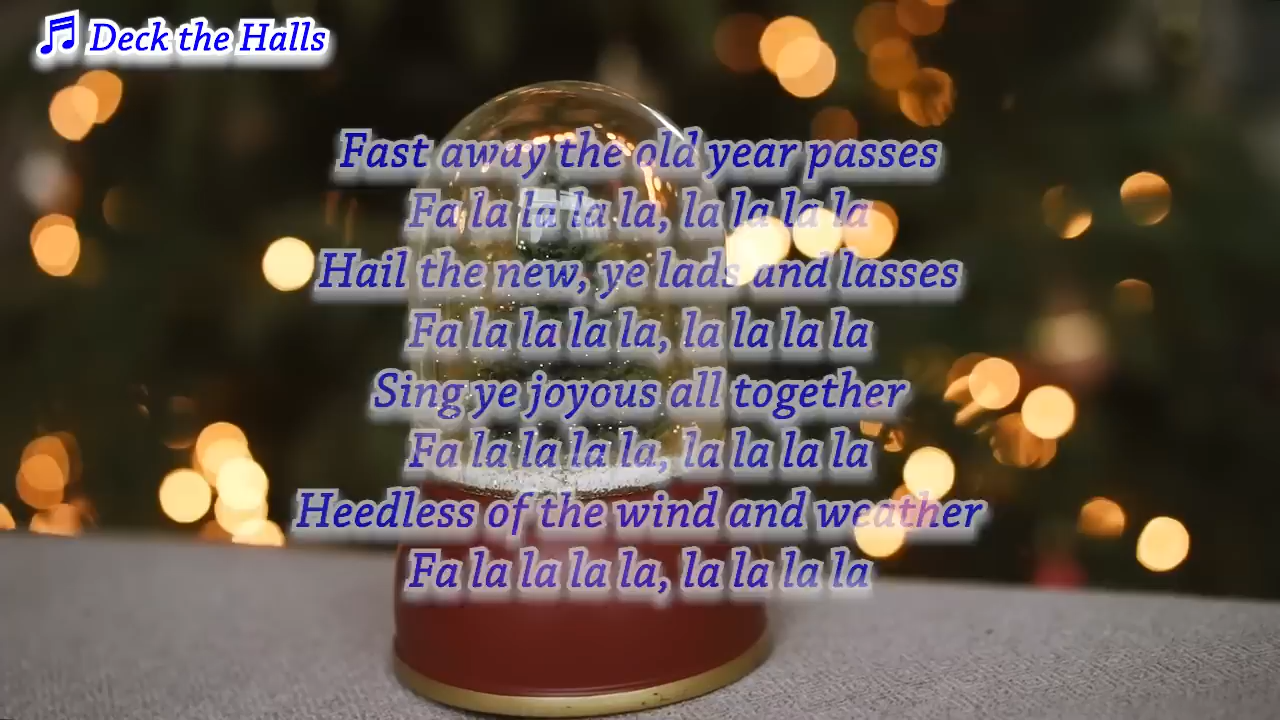 🎵 Deck the Halls
Fast away the old year passes
Fa la la la la, la la la la
Hail the new, ye lads and lasses
Fa la la la la, la la la la
Sing ye joyous all together
Fa la la la la, la la la la
Heedless of the wind and weather
Fa la la la la, la la la la